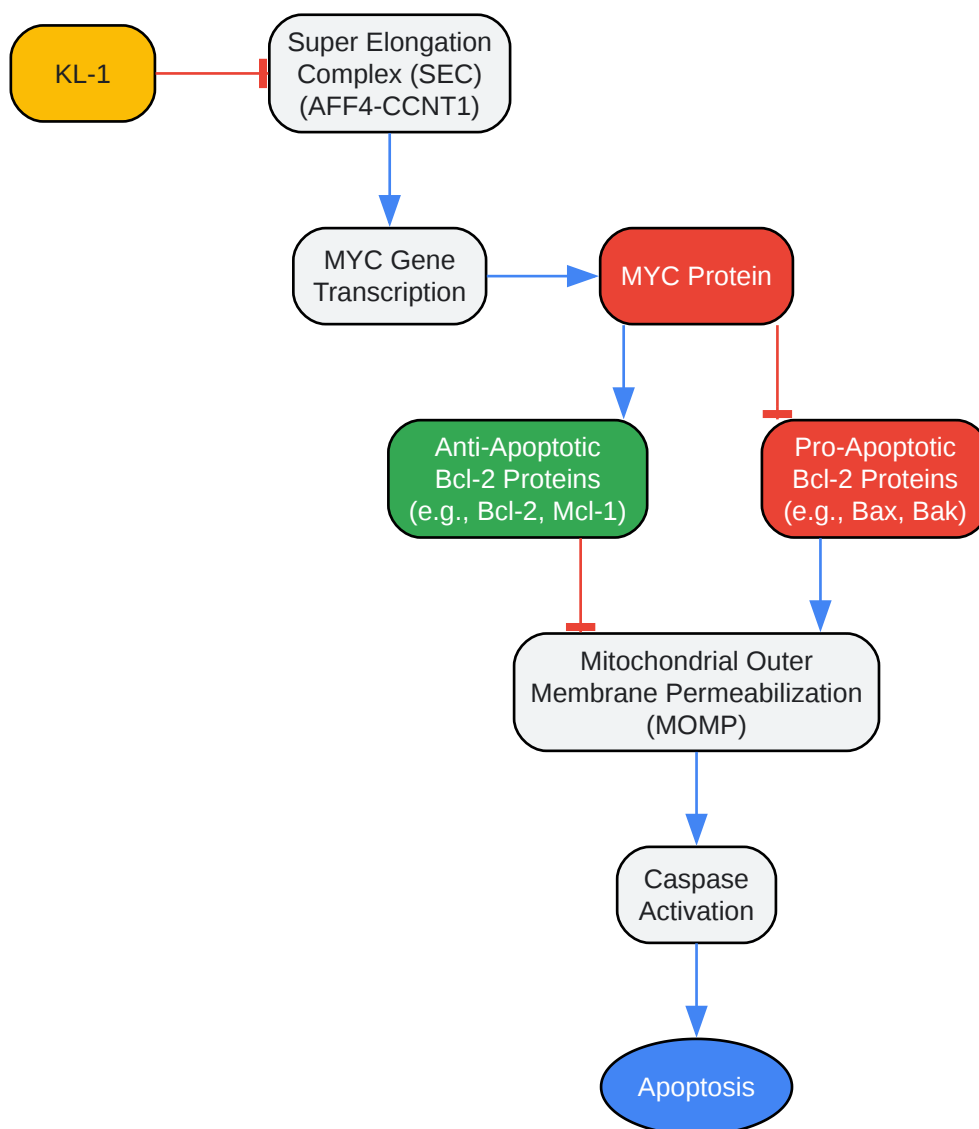 KL-1
Super Elongation
Complex (SEC)
(AFF4-CCNT1)
MYC Gene
Transcription
MYC Protein
Anti-Apoptotic
Bcl-2 Proteins
(e.g., Bcl-2, Mcl-1)
Pro-Apoptotic
Bcl-2 Proteins
(e.g., Bax, Bak)
Mitochondrial Outer
Membrane Permeabilization
(MOMP)
Caspase
Activation
Apoptosis